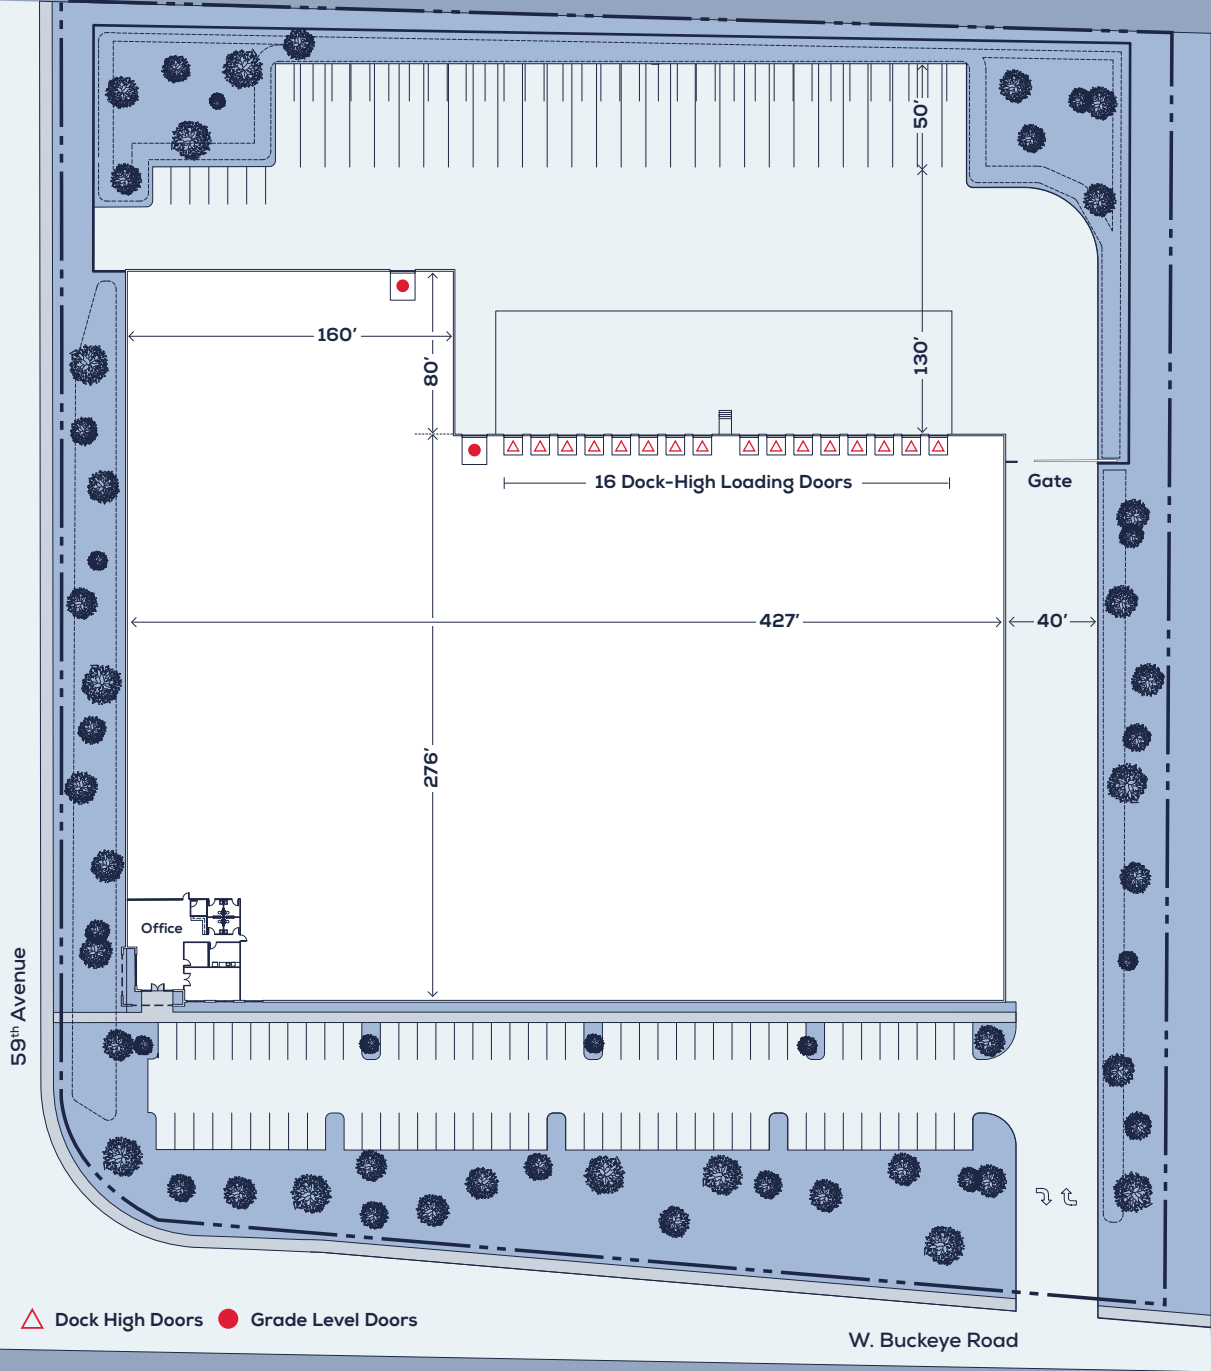 50′
160′
80′
130′
16 Dock-High Loading Doors
Gate
427′
40′
276′
Office
59th Avenue
Dock High Doors
Grade Level Doors
W. Buckeye Road